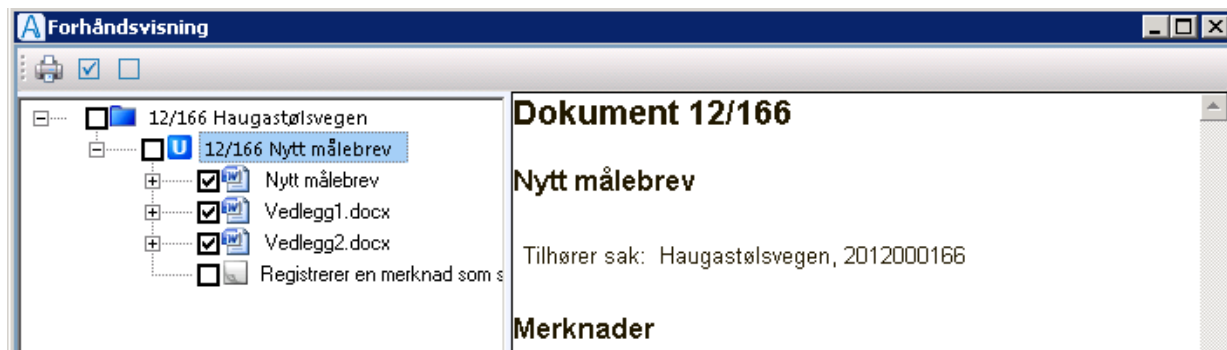 Forhåndsvisning
12/166 Haugastølsvegen
U 12/166 Nytt målebrev
Nytt målebrev
Vedlegg1.docx
Vedlegg2.docx
Registrerer en merknad som s
Dokument 12/166
Nytt målebrev
Tilhører sak: Haugastølsvegen, 2012000166
Merknader